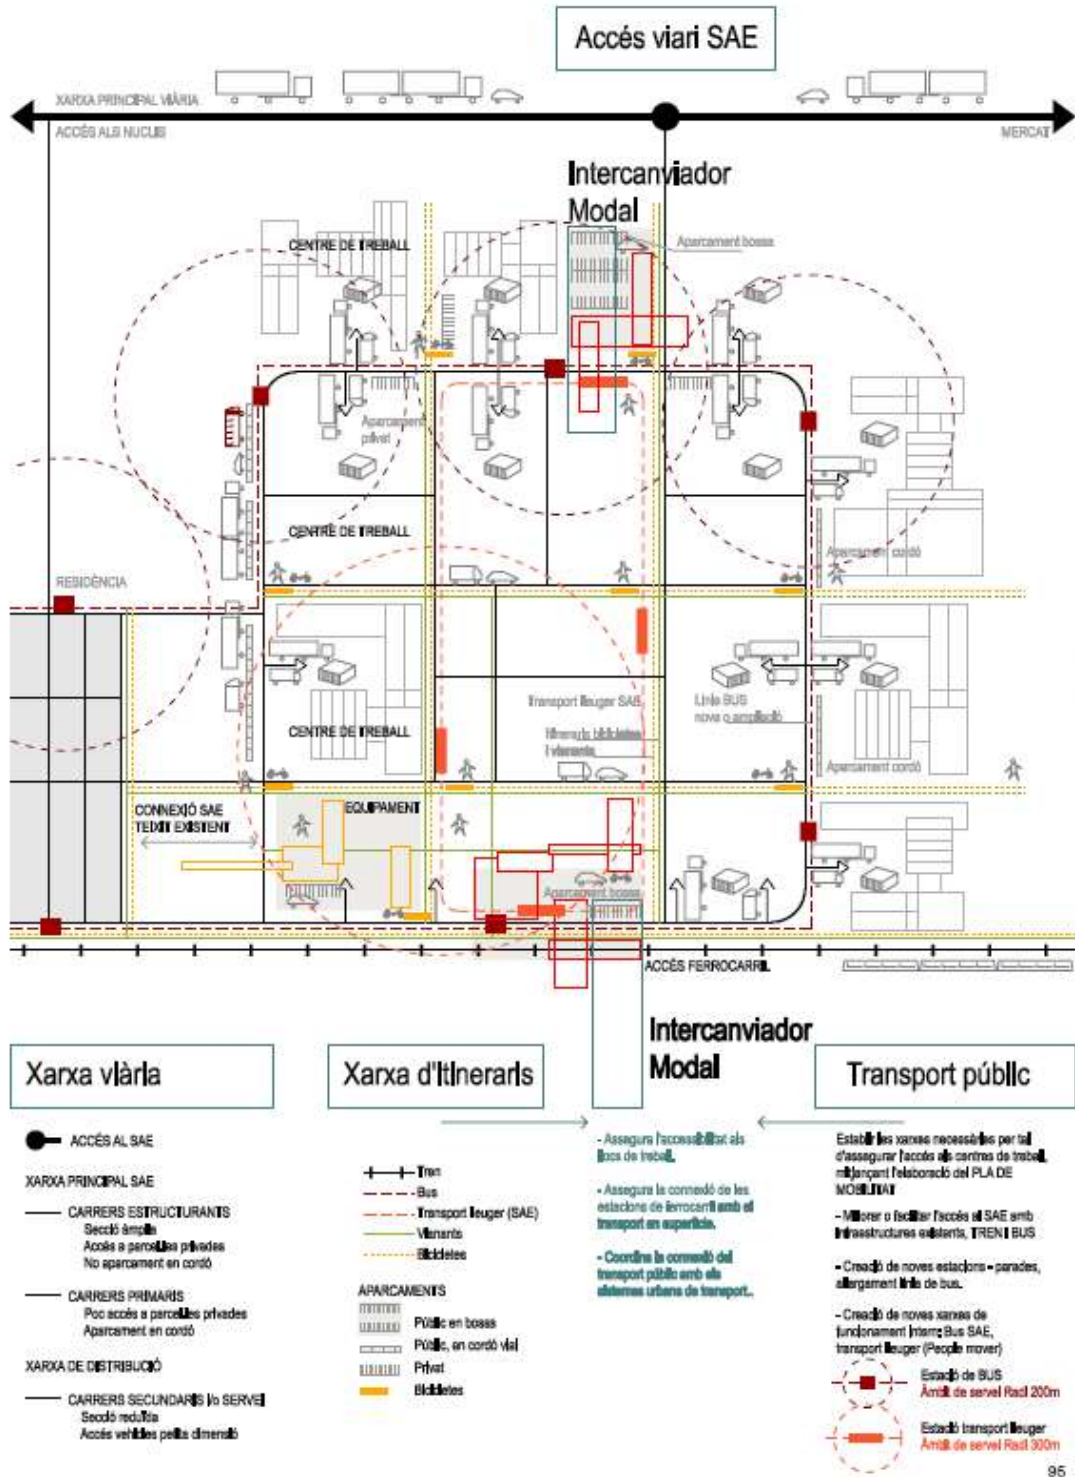 Accés viari SAE
XARXA PRINCIPAL VIÀRIA
ACCÉS ALS NUCLIS
MERCAT
Intercanviador
Modal
Aparcament bossa
CENTRE DE TREBALL
Aparcament
privat
CENTRE DE TREBALL
Aparcament cordó
RESIDÈNCIA
Transport lleuger SAE
Itineraris bicicletes
i vianants
Línia BUS
nova o ampliació
CENTRE DE TREBALL
Aparcament cordó
CONNEXIÓ SAE
TEIXIT EXISTENT
EQUIPAMENT
Aparcament bossa
ACCÉS FERROCARRIL
Intercanviador
Modal
Xarxa viària
ACCÉS AL SAE
XARXA PRINCIPAL SAE
CARRERS ESTRUCTURANTS
Secció àmplia
Accés a parcel·les privades
No aparcament en cordó
CARRERS PRIMARIS
Poc accés a parcel·les privades
Aparcament en cordó
XARXA DE DISTRIBUCIÓ
CARRERS SECUNDARIS i/o SERVEI
Secció reduïda
Accés vehicles petita dimensió
Xarxa d'Itineraris
Tren
Bus
Transport lleuger (SAE)
Vianants
Bicicletes
APARCAMENTS
Públic en bossa
Públic, en cordó vial
Privat
Bicicletes
- Assegura l'accessibilitat als
llocs de treball.
- Assegura la connexió de les
estacions de ferrocarril amb el
transport en superfície.
- Coordina la connexió del
transport públic amb els
sistemes urbans de transport..
Transport públic
Establir les xarxes necessàries per tal
d'assegurar l'accés als centres de treball,
mitjançant l'elaboració del PLA DE
MOBILITAT
- Millorar o facilitar l'accés al SAE amb
infraestructures existents, TREN I BUS
- Creació de noves estacions - parades,
allargament línia de bus.
- Creació de noves xarxes de
funcionament intern: Bus SAE,
transport lleuger (People mover)
Estació de BUS
Àmbit de servei Radi 200m
Estació transport lleuger
Àmbit de servei Radi 300m
95